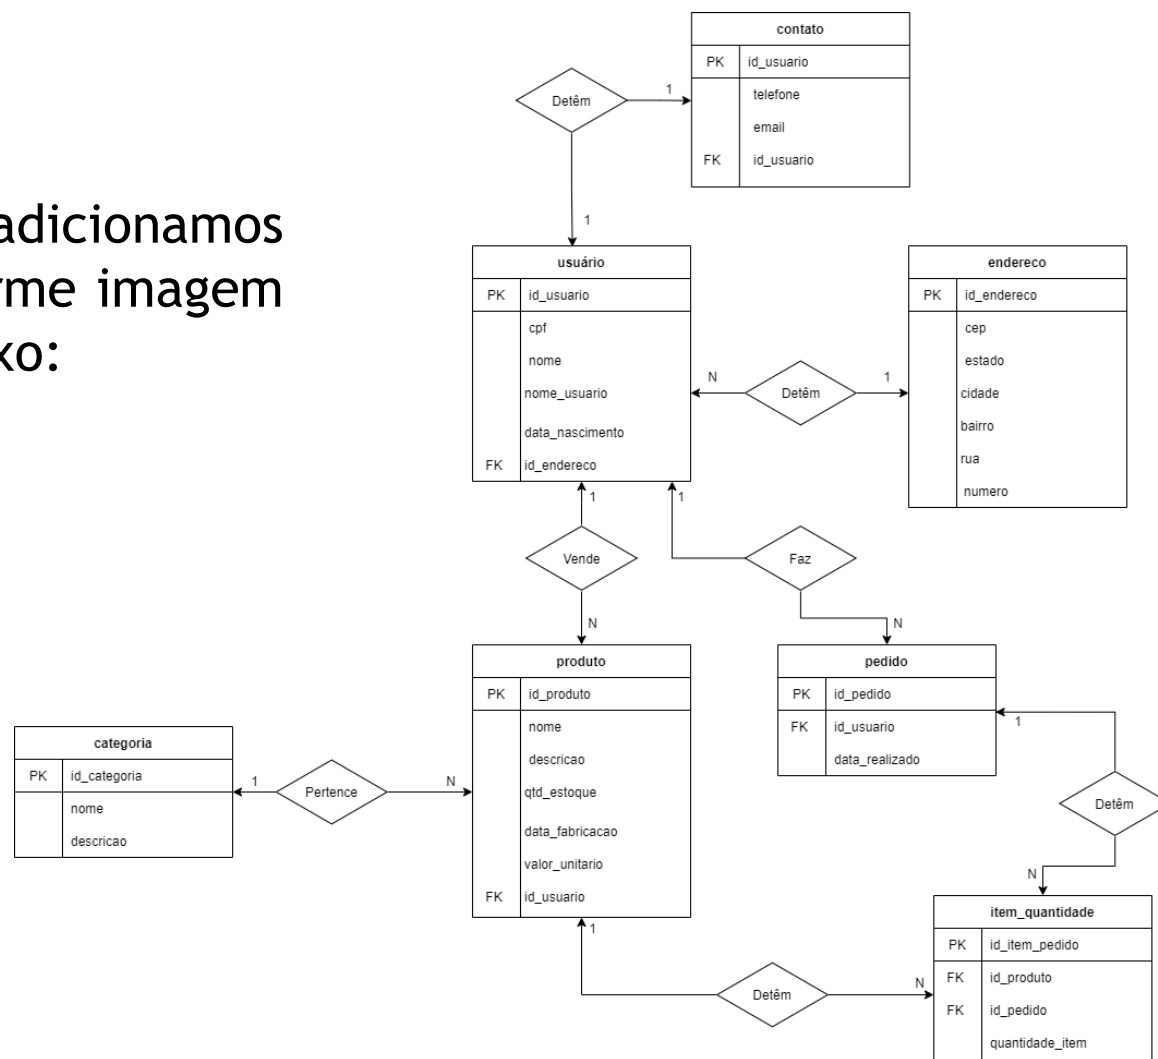 adicionamos
rme imagem
xo:
contato
PK id_usuario
telefone
email
FK id_usuario
Detêm
1
1
usuário
PK id_usuario
cpf
nome
nome_usuario
data_nascimento
FK id_endereco
N
Detêm
1
endereco
PK id_endereco
cep
estado
cidade
bairro
rua
numero
1
Vende
N
1
Faz
N
produto
PK id_produto
nome
descricao
qtd_estoque
data_fabricacao
valor_unitario
FK id_usuario
pedido
PK id_pedido
FK id_usuario
data_realizado
categoria
PK id_categoria
nome
descricao
1
Pertence
N
1
Detêm
N
1
Detêm
N
item_quantidade
PK id_item_pedido
FK id_produto
FK id_pedido
quantidade_item